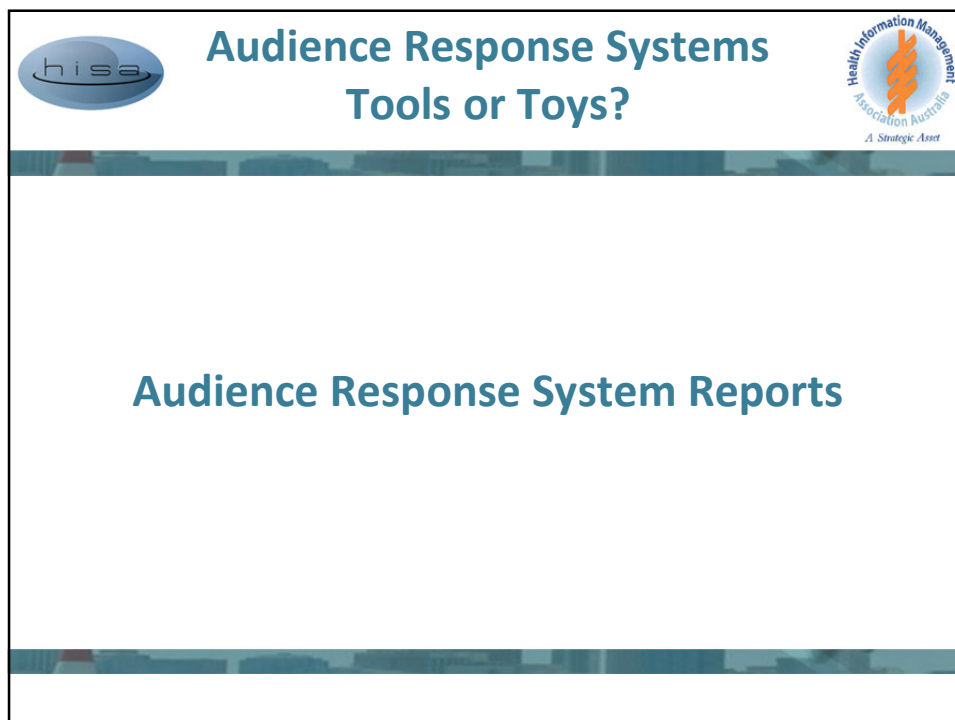 hisa
Audience Response Systems
Tools or Toys?
Health Information Management
Association Australia
A Strategic Asset
Audience Response System Reports